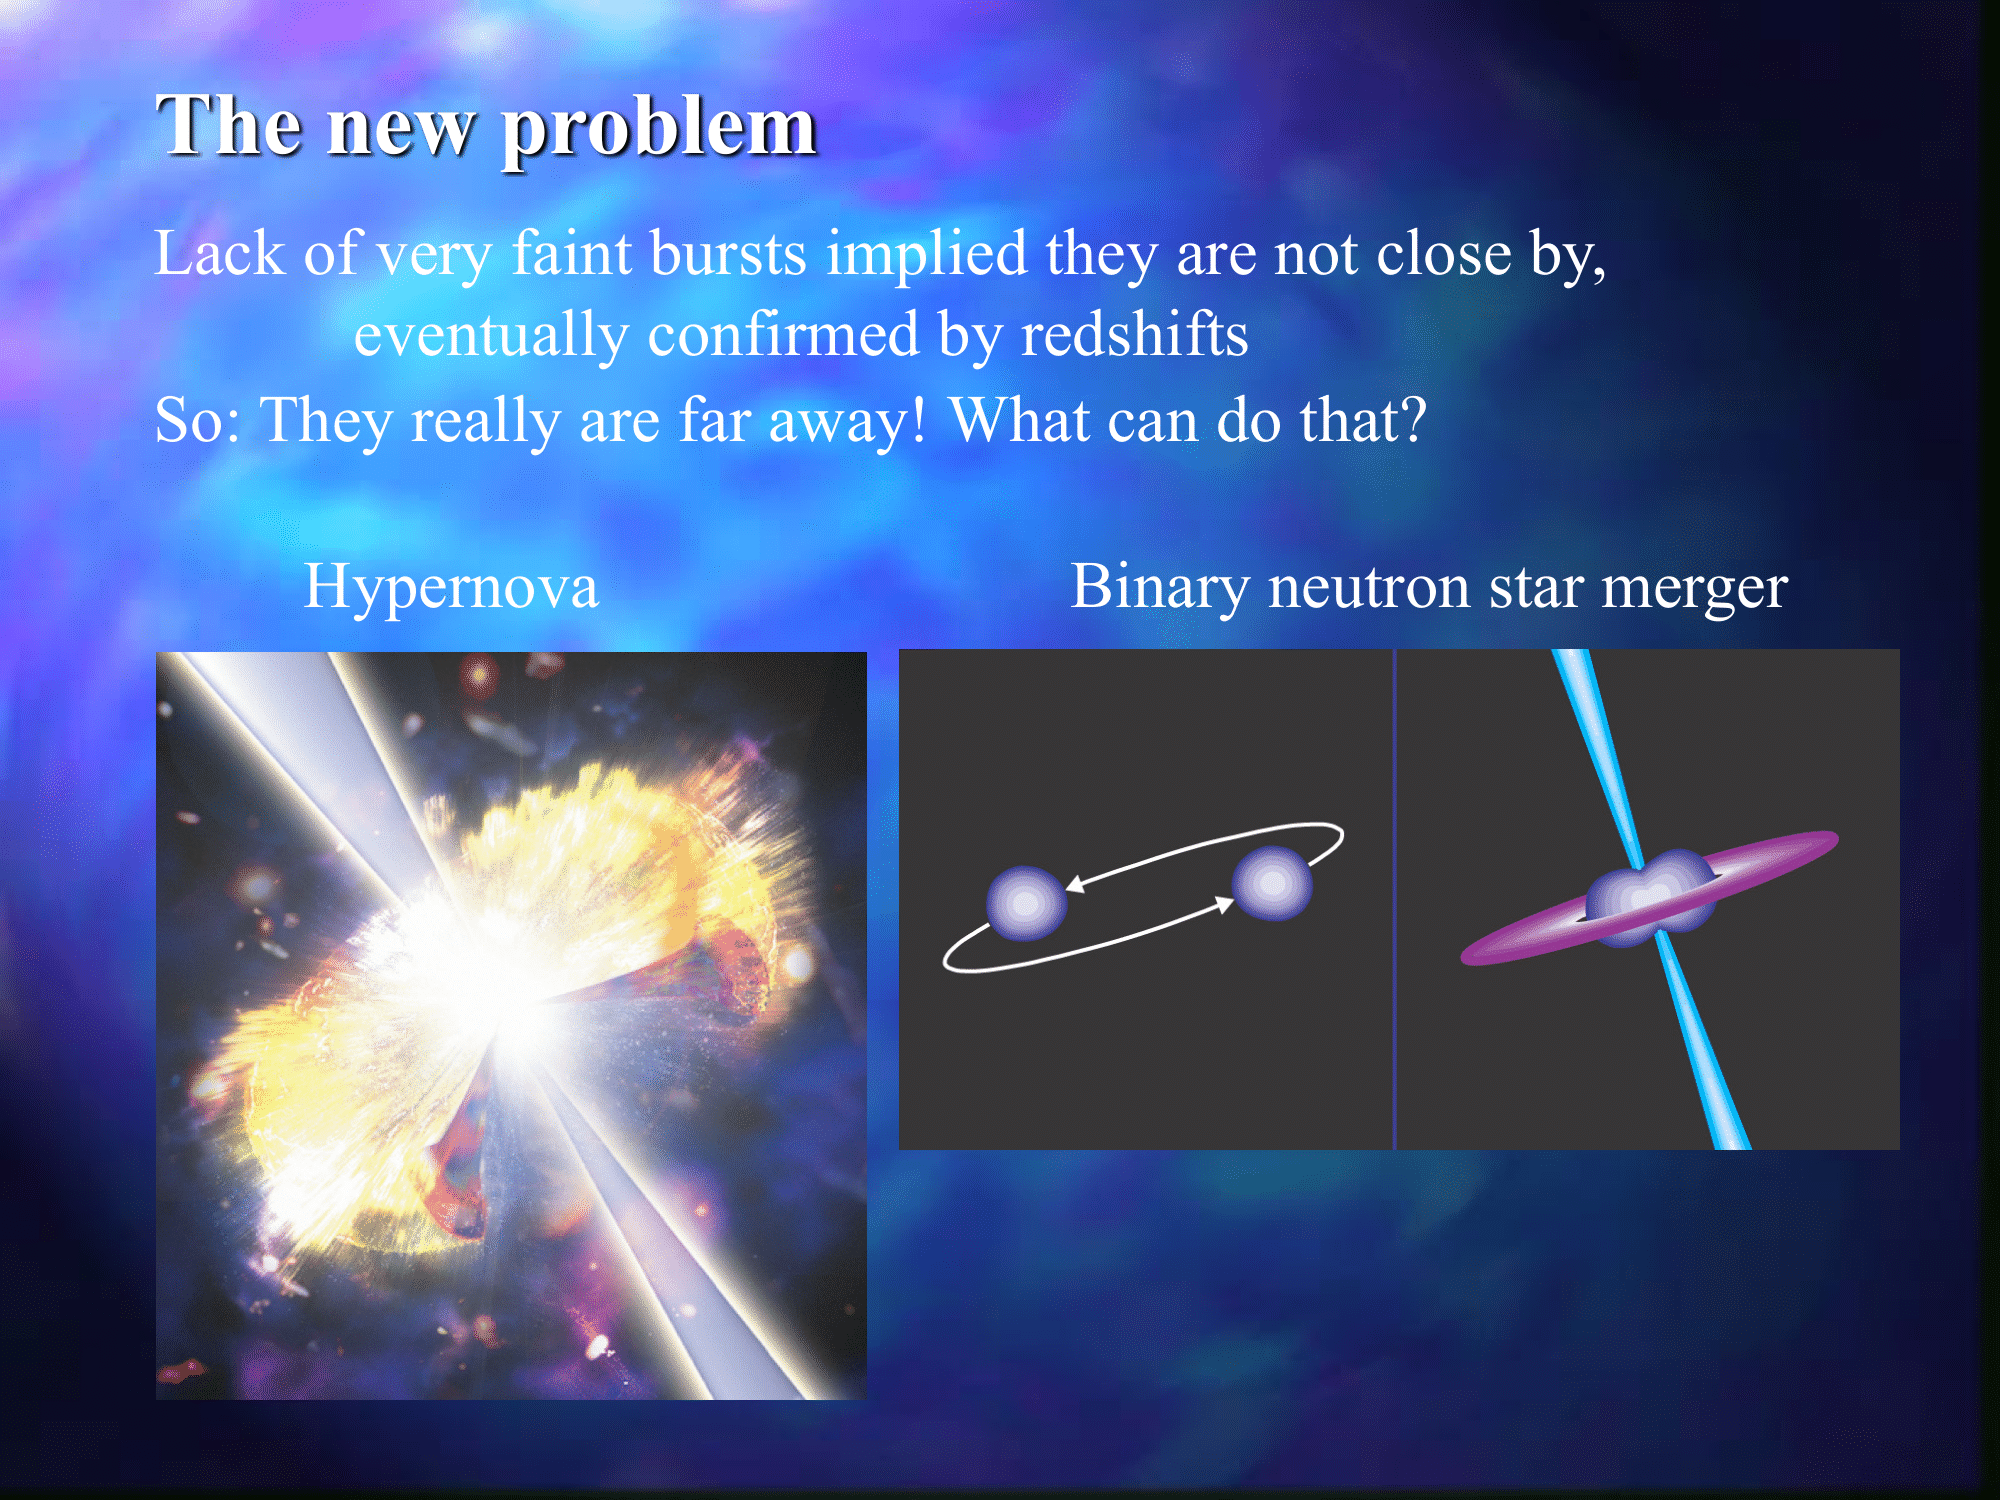 The new problem
Lack of very faint bursts implied they are not close by,
eventually confirmed by redshifts
So: They really are far away! What can do that?
Hypernova
Binary neutron star merger